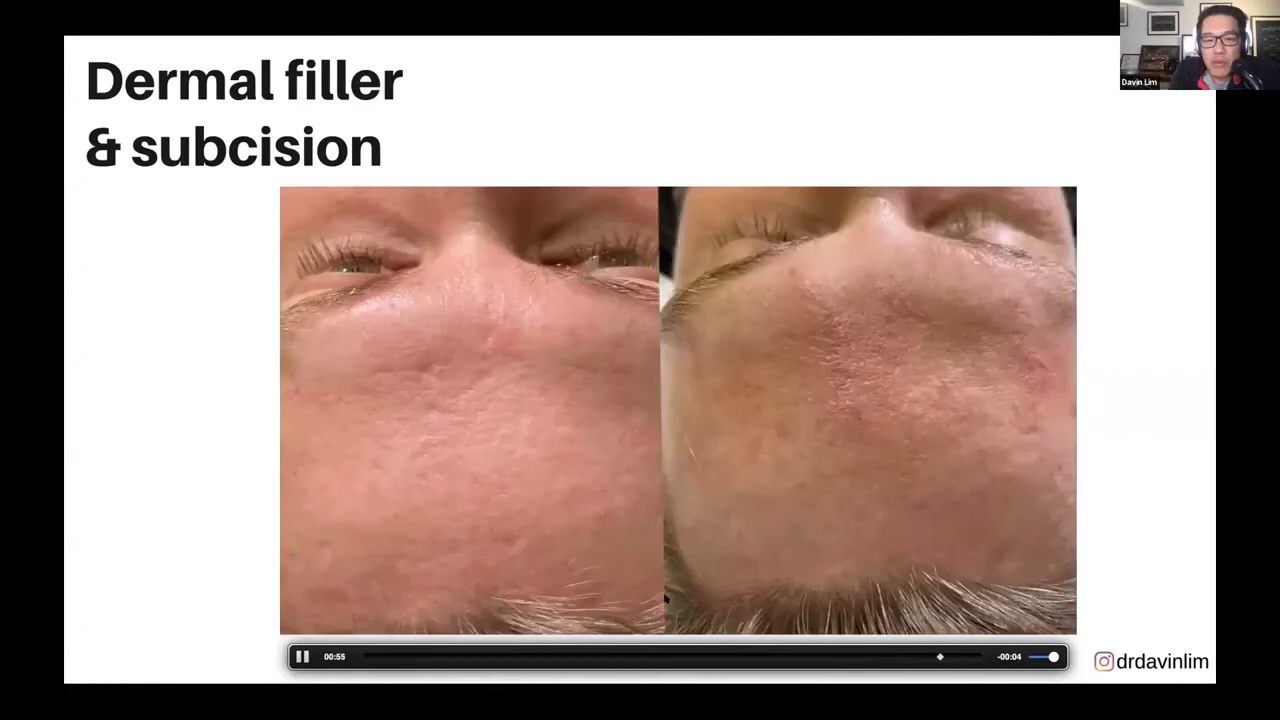 Dermal filler
& subcision
Davin Lim
00:55
-00:04
drdavinlim